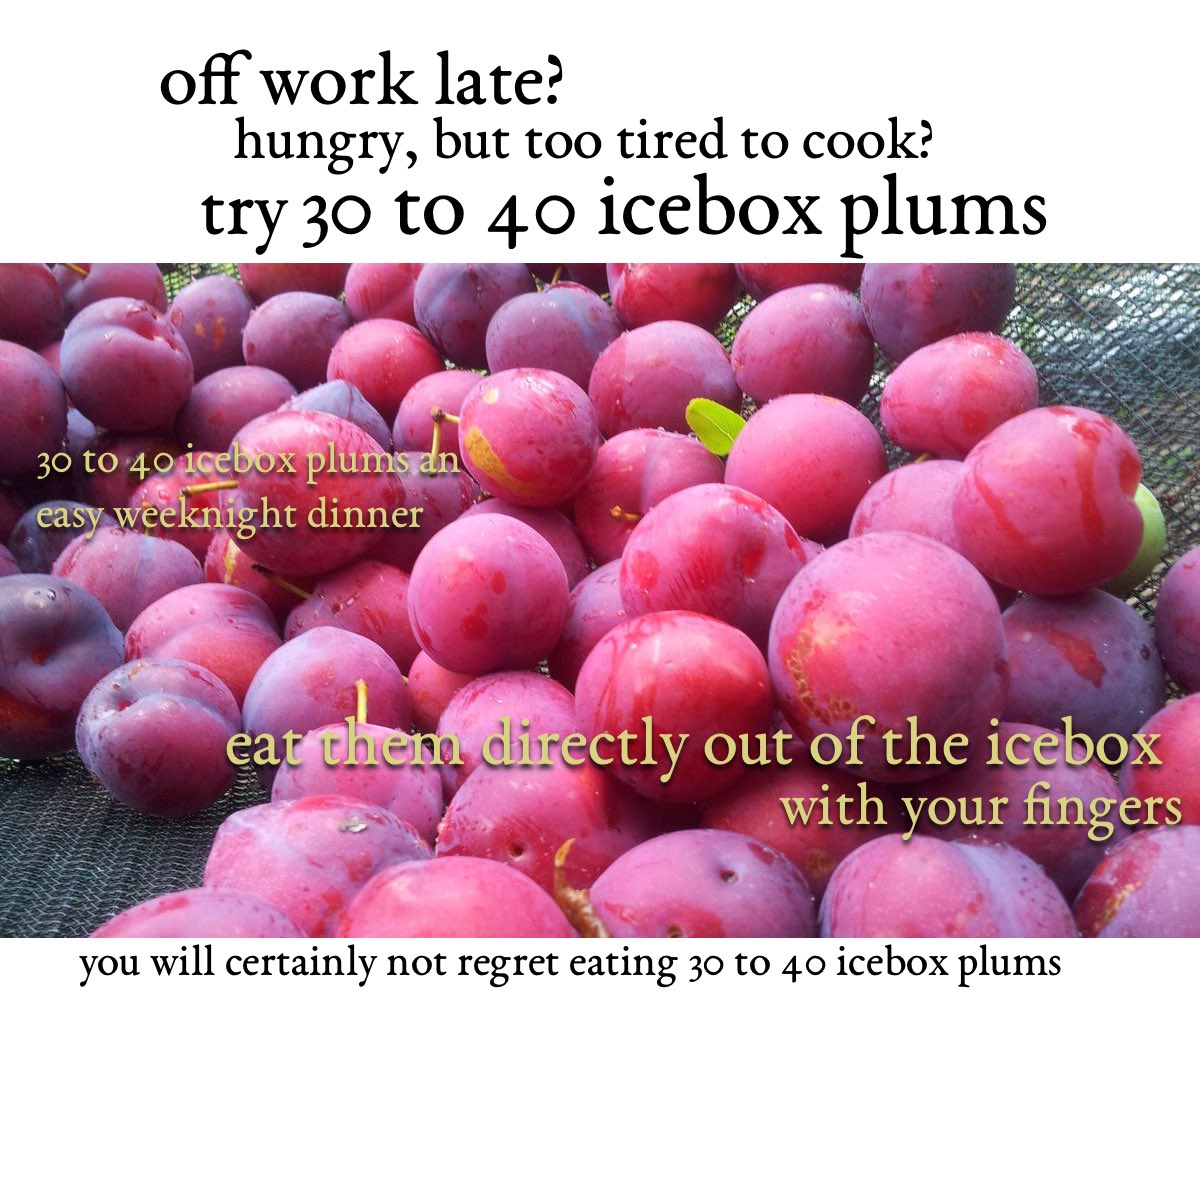 off work late?
hungry, but too tired to cook?
try 30 to 40 icebox plums
30 to 40 icebox plums an
easy weeknight dinner
eat them directly out of the icebox
with your fingers
you will certainly not regret eating 30 to 40 icebox plums